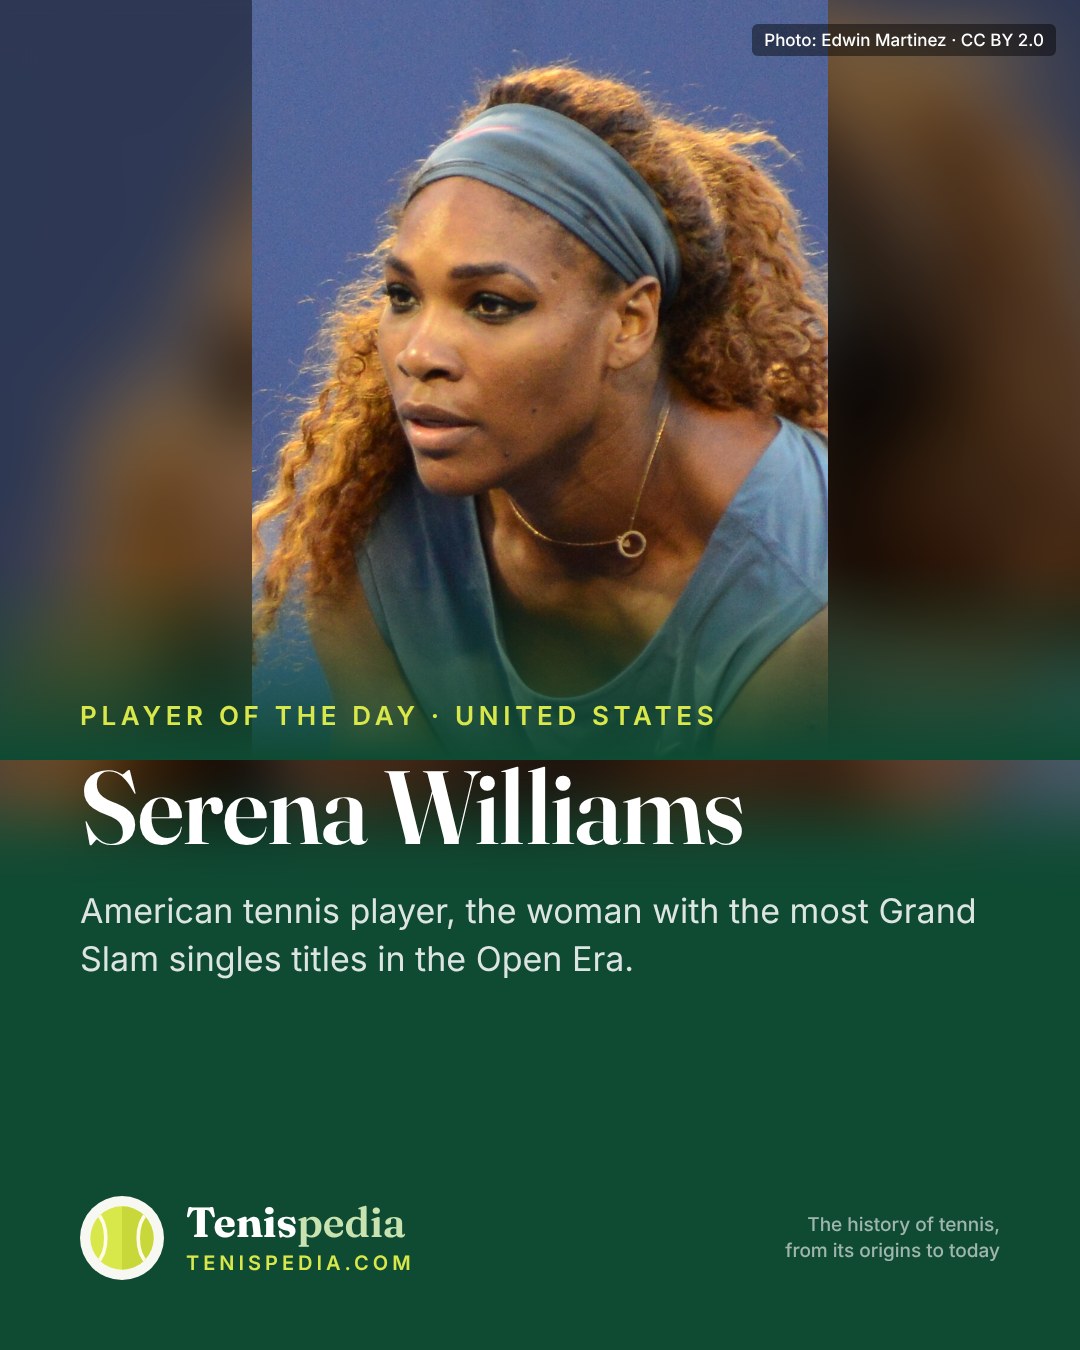 Photo: Edwin Martinez · CC BY 2.0
PLAYER OF THE DAY · UNITED STATES
Serena Williams
American tennis player, the woman with the most Grand
Slam singles titles in the Open Era.
Tenispedia
TENISPEDIA.COM
The history of tennis,
from its origins to today